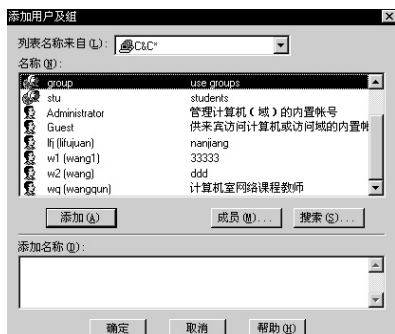 添加用户及组
列表名称来自(L): C&C*
名称(N):
group use groups
stu students
Administrator 管理计算机(域)的内置帐号
Guest 供来宾访问计算机或访问域的内置帐
lfj (lifujuan) nanjiang
w1 (wang1) 33333
w2 (wang) ddd
wq (wangqun) 计算机室网络课程教师
添加(A) 成员(M)... 搜索(S)...
添加名称(D):
确定 取消 帮助(H)